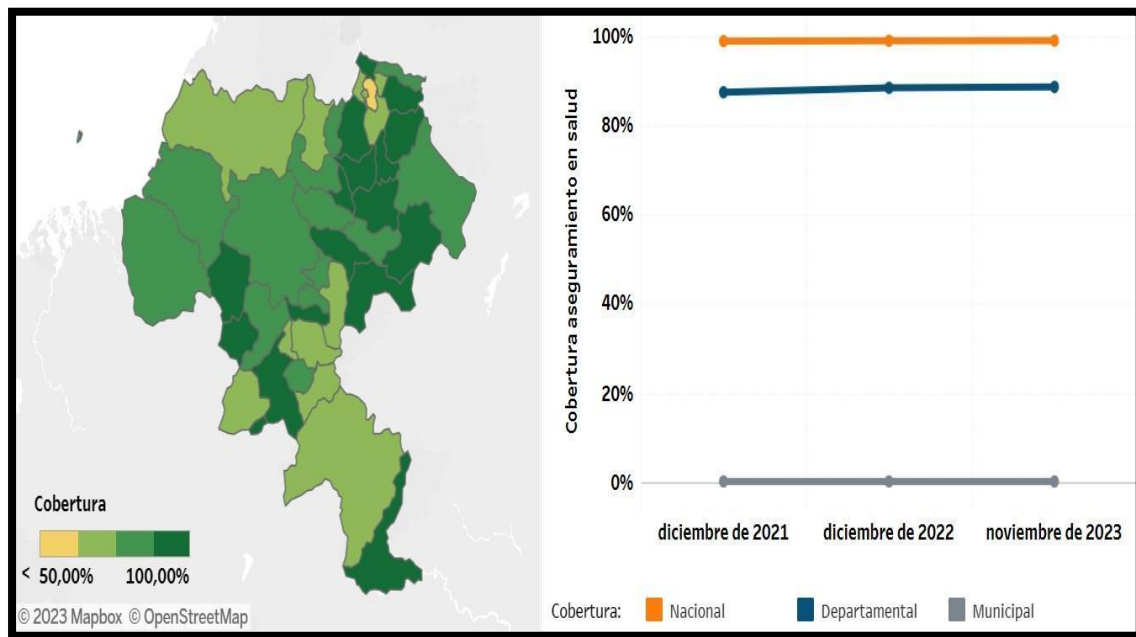 Cobertura
< 50,00% 100,00%
© 2023 Mapbox © OpenStreetMap
Cobertura aseguramiento en salud
100%
80%
60%
40%
20%
0%
diciembre de 2021 diciembre de 2022 noviembre de 2023
Cobertura: Nacional Departamental Municipal